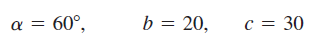 α = 60°, b = 20, c = 30